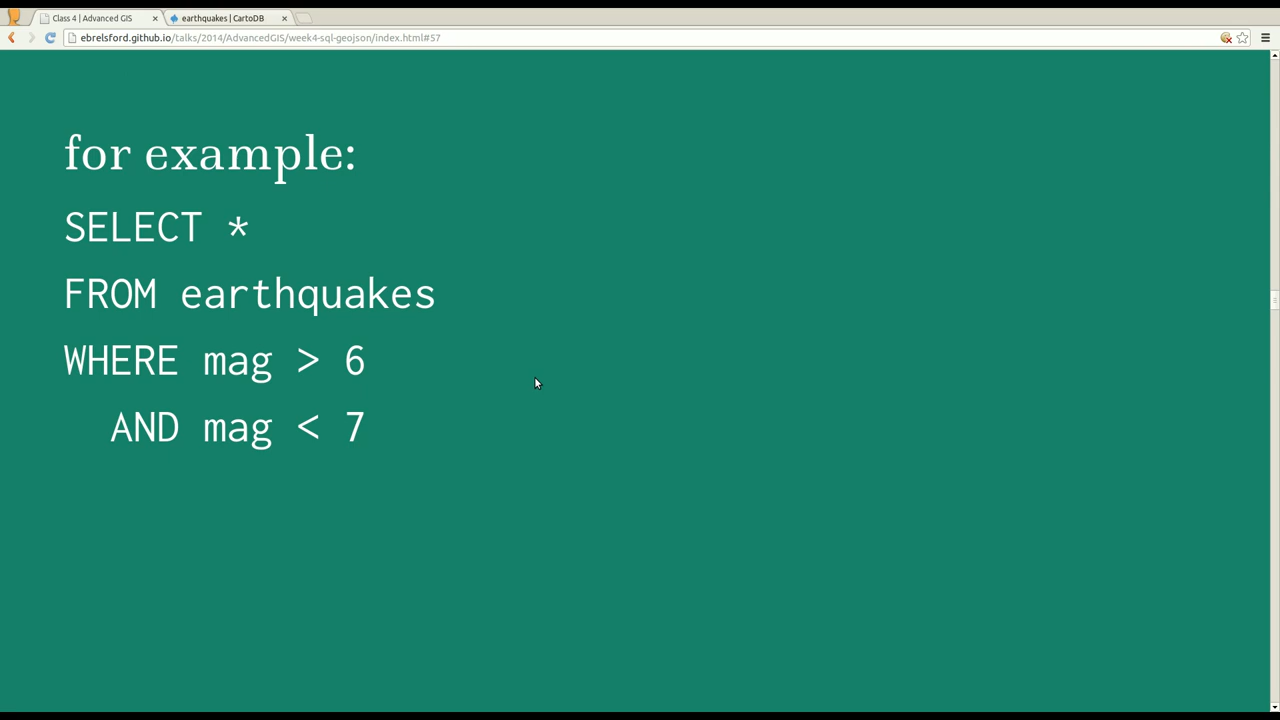 Class 4 | Advanced GIS
earthquakes | CartoDB
ebrelsford.github.io/talks/2014/AdvancedGIS/week4-sql-geojson/index.html#57
for example:
SELECT *
FROM earthquakes
WHERE mag > 6
AND mag < 7